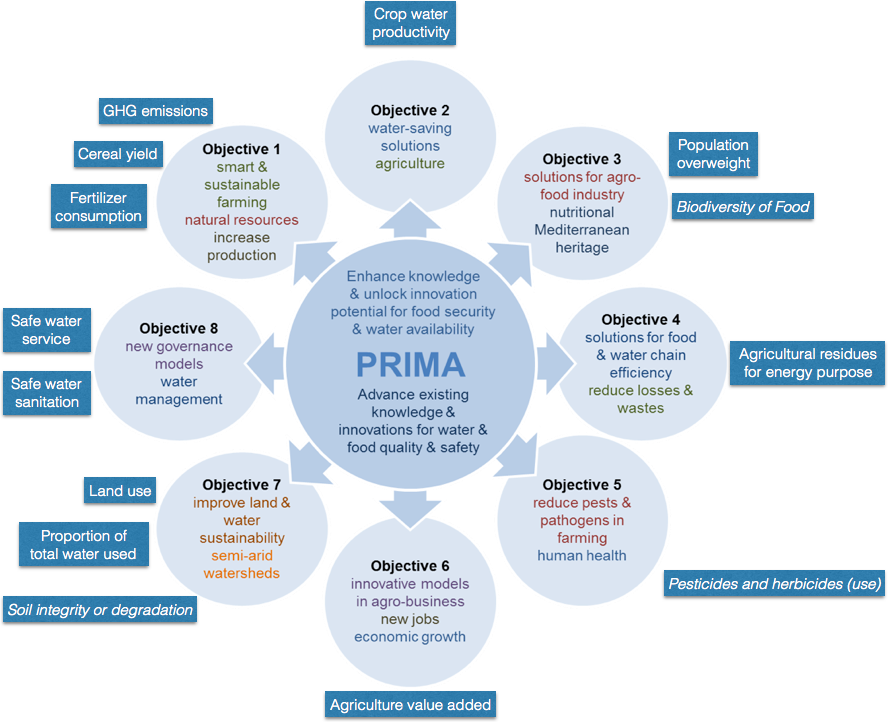 Crop water
productivity
Objective 2
water-saving
solutions
agriculture
GHG emissions
Cereal yield
Fertilizer
consumption
Objective 1
smart &
sustainable
farming
natural resources
increase
production
Objective 3
solutions for agro-
food industry
nutritional
Mediterranean
heritage
Population
overweight
Biodiversity of Food
Enhance knowledge
& unlock innovation
potential for food security
& water availability
PRIMA
Advance existing
knowledge &
innovations for water &
food quality & safety
Safe water
service
Safe water
sanitation
Objective 8
new governance
models
water
management
Objective 4
solutions for food
& water chain
efficiency
reduce losses &
wastes
Agricultural residues
for energy purpose
Land use
Proportion of
total water used
Soil integrity or degradation
Objective 7
improve land &
water
sustainability
semi-arid
watersheds
Objective 5
reduce pests &
pathogens in
farming
human health
Pesticides and herbicides (use)
Objective 6
innovative models
in agro-business
new jobs
economic growth
Agriculture value added